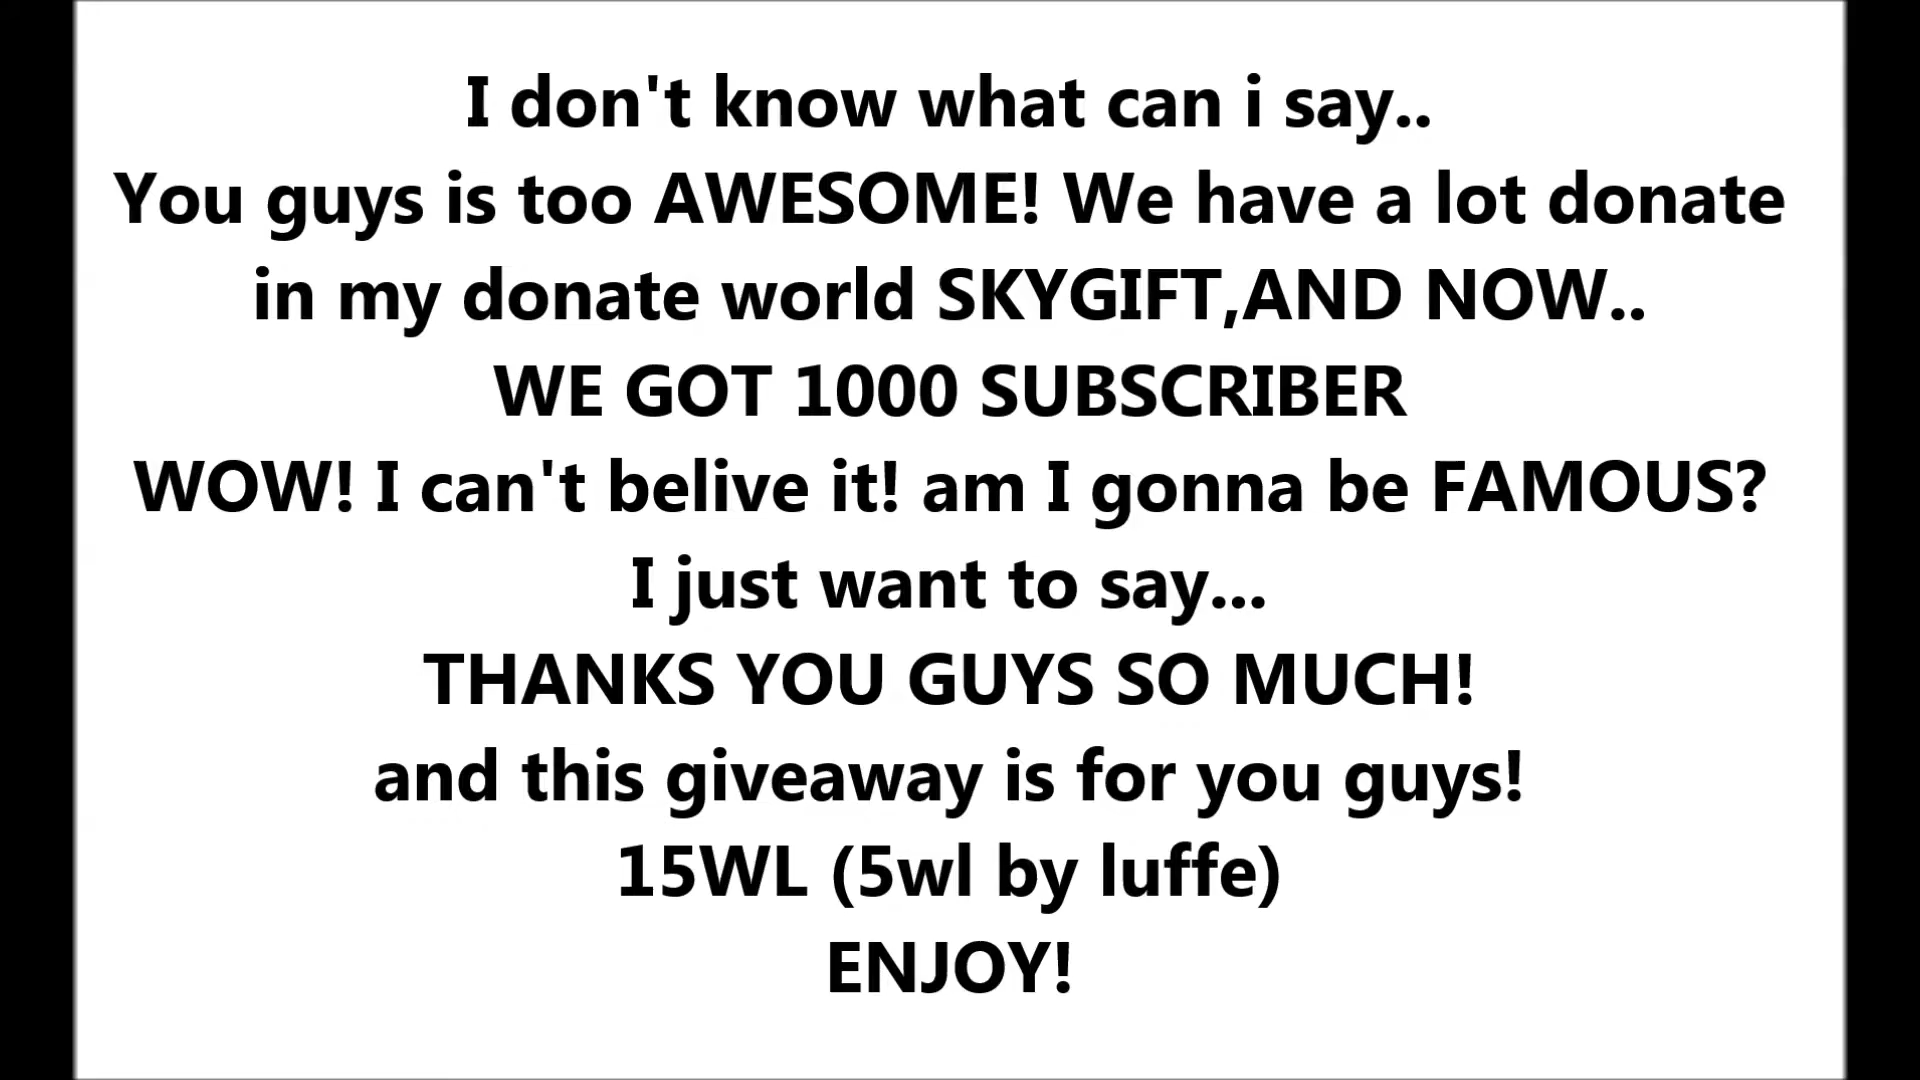 I don't know what can i say..
You guys is too AWESOME! We have a lot donate
in my donate world SKYGIFT,AND NOW..
WE GOT 1000 SUBSCRIBER
WOW! I can't belive it! am I gonna be FAMOUS?
I just want to say...
THANKS YOU GUYS SO MUCH!
and this giveaway is for you guys!
15WL (5wl by luffe)
ENJOY!